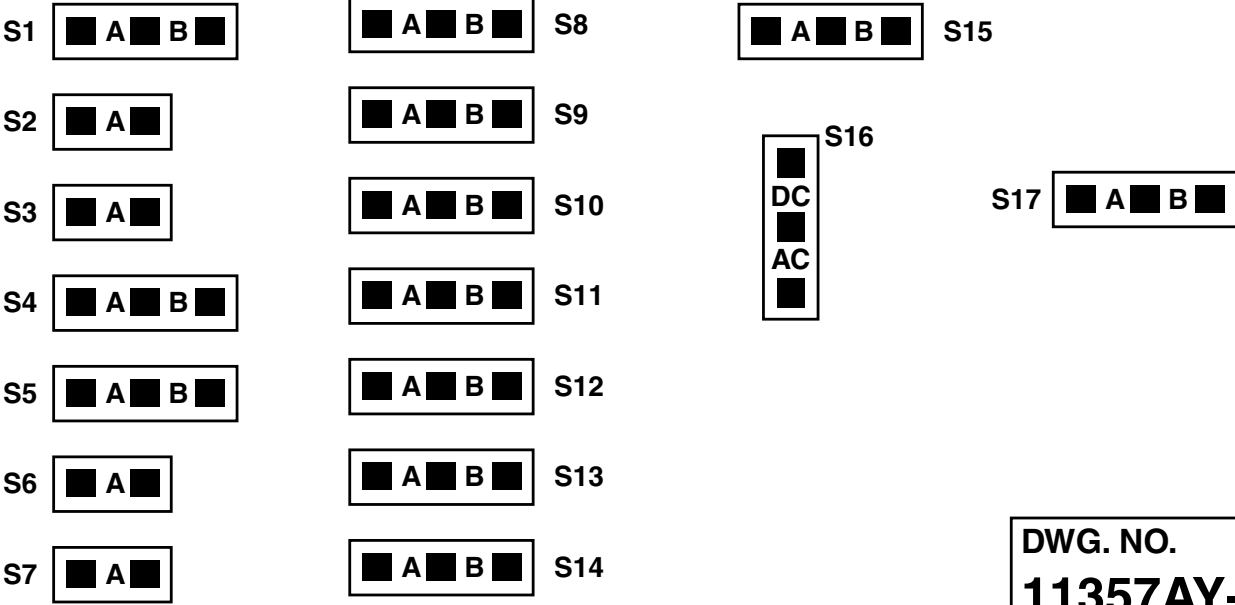 S1 A B
A B S8
A B S15
S2 A
A B S9
S16
DC
AC
S3 A
A B S10
S17 A B
S4 A B
A B S11
S5 A B
A B S12
S6 A
A B S13
S7 A
A B S14
DWG. NO.
11357AY-